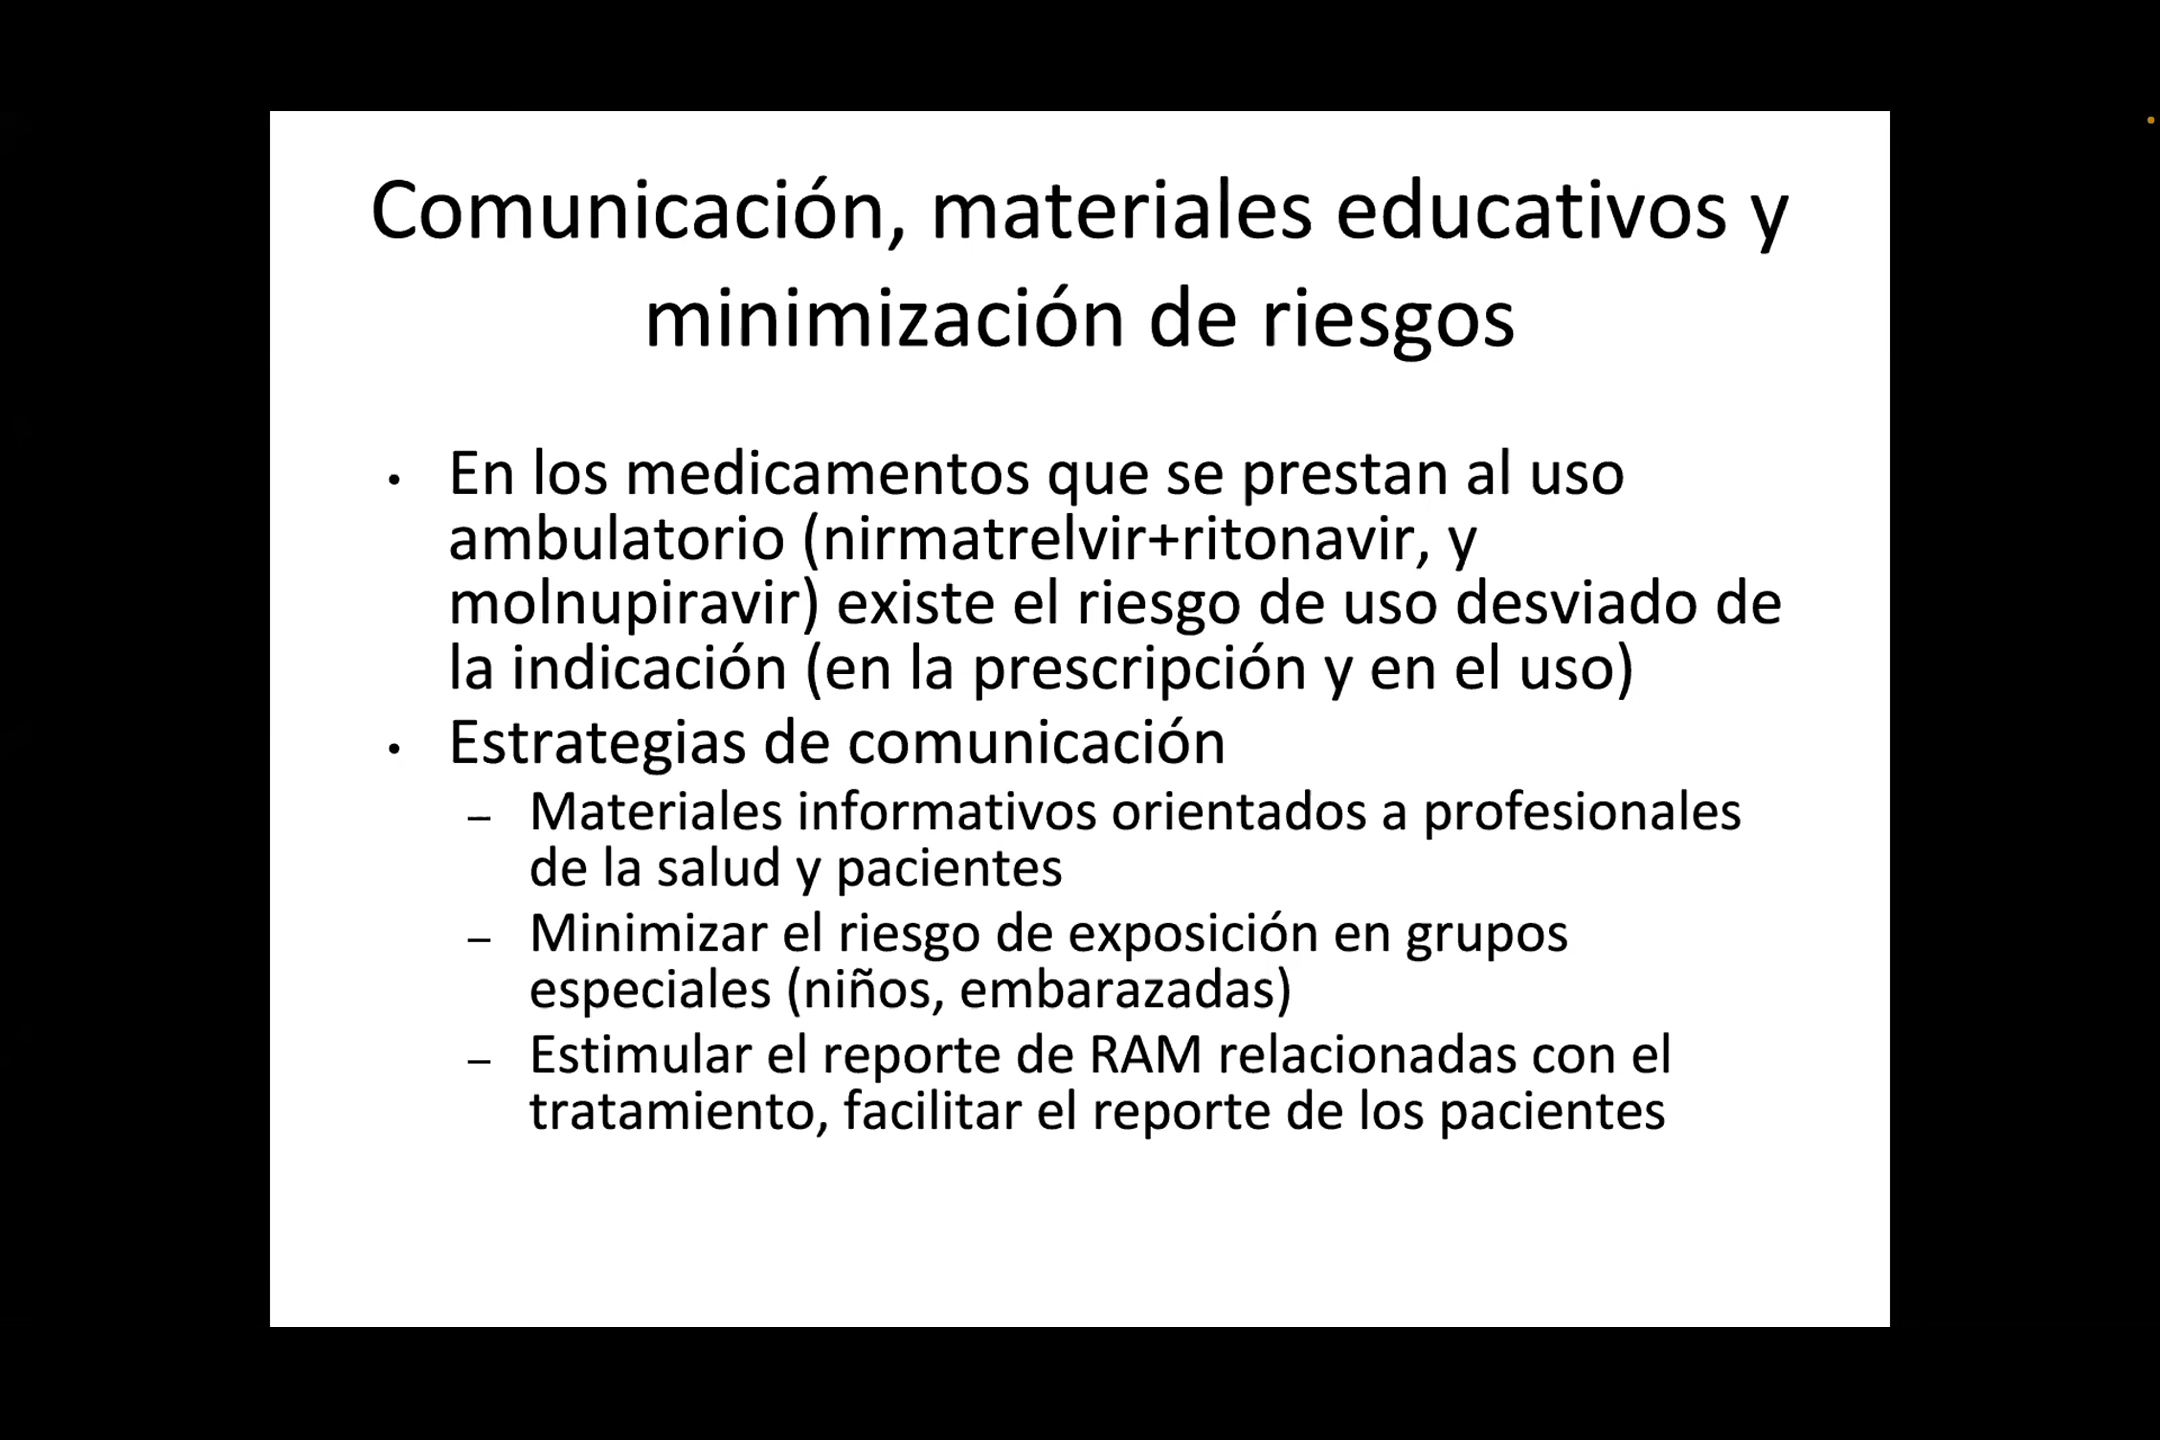 Comunicación, materiales educativos y
minimización de riesgos
• En los medicamentos que se prestan al uso
ambulatorio (nirmatrelvir+ritonavir, y
molnupiravir) existe el riesgo de uso desviado de
la indicación (en la prescripción y en el uso)
• Estrategias de comunicación
– Materiales informativos orientados a profesionales
de la salud y pacientes
– Minimizar el riesgo de exposición en grupos
especiales (niños, embarazadas)
– Estimular el reporte de RAM relacionadas con el
tratamiento, facilitar el reporte de los pacientes